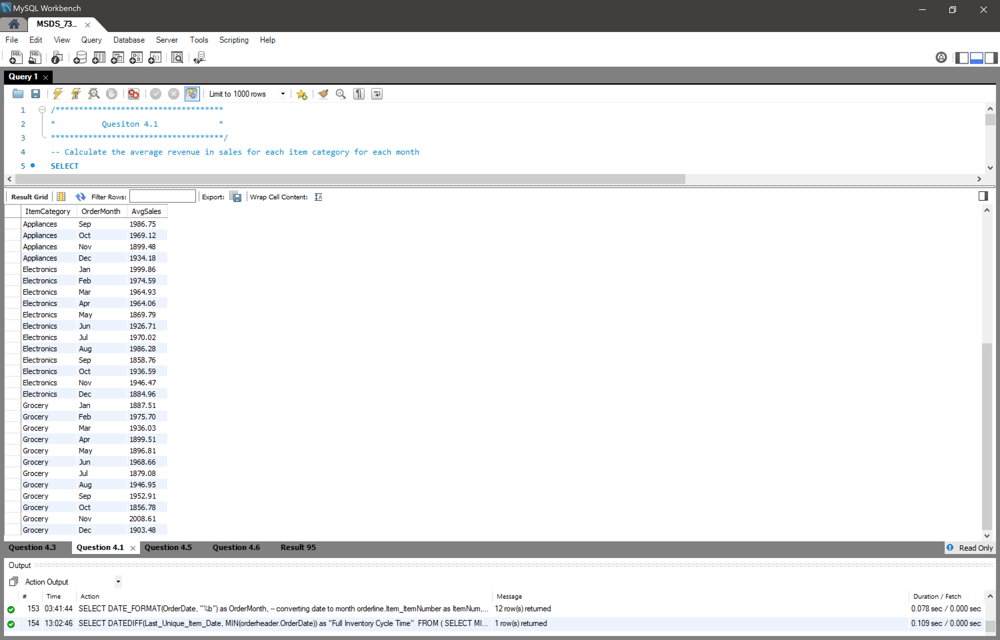 MySQL Workbench
MSDS_73...
File Edit View Query Database Server Tools Scripting Help
Query 1
Limit to 1000 rows
1 /************************************
2 * Quesiton 4.1 *
3 *************************************/
4 -- Calculate the average revenue in sales for each item category for each month
5 SELECT
Result Grid Filter Rows: Export: Wrap Cell Content:
ItemCategory OrderMonth AvgSales
Appliances Sep 1986.75
Appliances Oct 1969.12
Appliances Nov 1899.48
Appliances Dec 1934.18
Electronics Jan 1999.86
Electronics Feb 1974.59
Electronics Mar 1964.93
Electronics Apr 1964.06
Electronics May 1869.79
Electronics Jun 1926.71
Electronics Jul 1970.02
Electronics Aug 1986.28
Electronics Sep 1858.76
Electronics Oct 1936.59
Electronics Nov 1946.47
Electronics Dec 1884.96
Grocery Jan 1887.51
Grocery Feb 1975.70
Grocery Mar 1936.03
Grocery Apr 1899.51
Grocery May 1896.81
Grocery Jun 1968.66
Grocery Jul 1879.08
Grocery Aug 1946.95
Grocery Sep 1952.91
Grocery Oct 1856.78
Grocery Nov 2008.61
Grocery Dec 1903.48
Question 4.3 Question 4.1 Question 4.5 Question 4.6 Result 95 Read Only
Output
Action Output
# Time Action Message Duration / Fetch
153 03:41:44 SELECT DATE_FORMAT(OrderDate, "%b") as OrderMonth, -- converting date to month orderline.Item_ItemNumber as ItemNum,... 12 row(s) returned 0.078 sec / 0.000 sec
154 13:02:46 SELECT DATEDIFF(Last_Unique_Item_Date, MIN(orderheader.OrderDate)) as "Full Inventory Cycle Time" FROM ( SELECT MI... 1 row(s) returned 0.109 sec / 0.000 sec